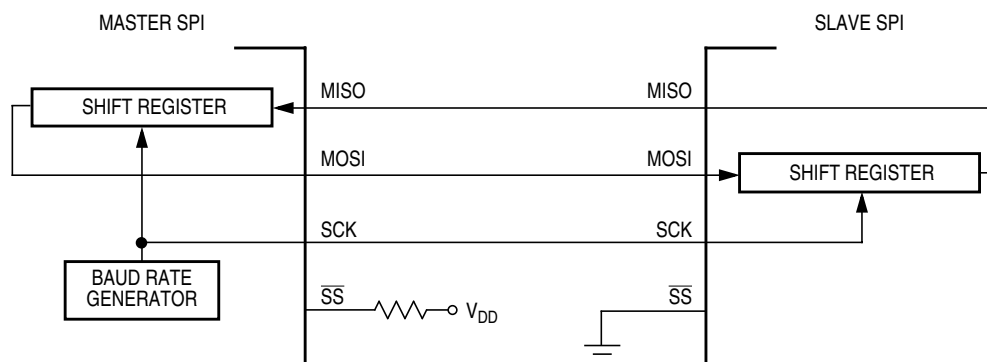 MASTER SPI
SLAVE SPI
MISO
MISO
SHIFT REGISTER
MOSI
MOSI
SHIFT REGISTER
SCK
SCK
BAUD RATE
GENERATOR
SS
VDD
SS